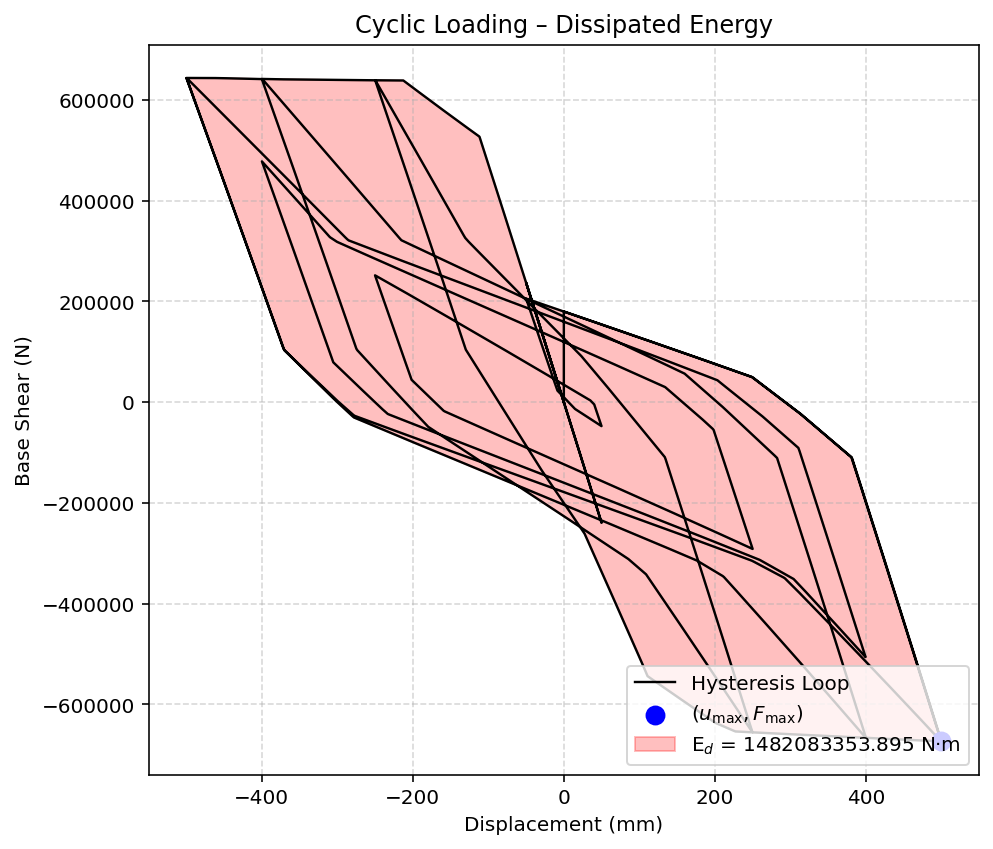 Cyclic Loading – Dissipated Energy
Base Shear (N)
600000
400000
200000
0
−200000
−400000
−600000
−400
−200
0
200
400
Displacement (mm)
Hysteresis Loop
(u_max, F_max)
E_d = 1482083353.895 N·m